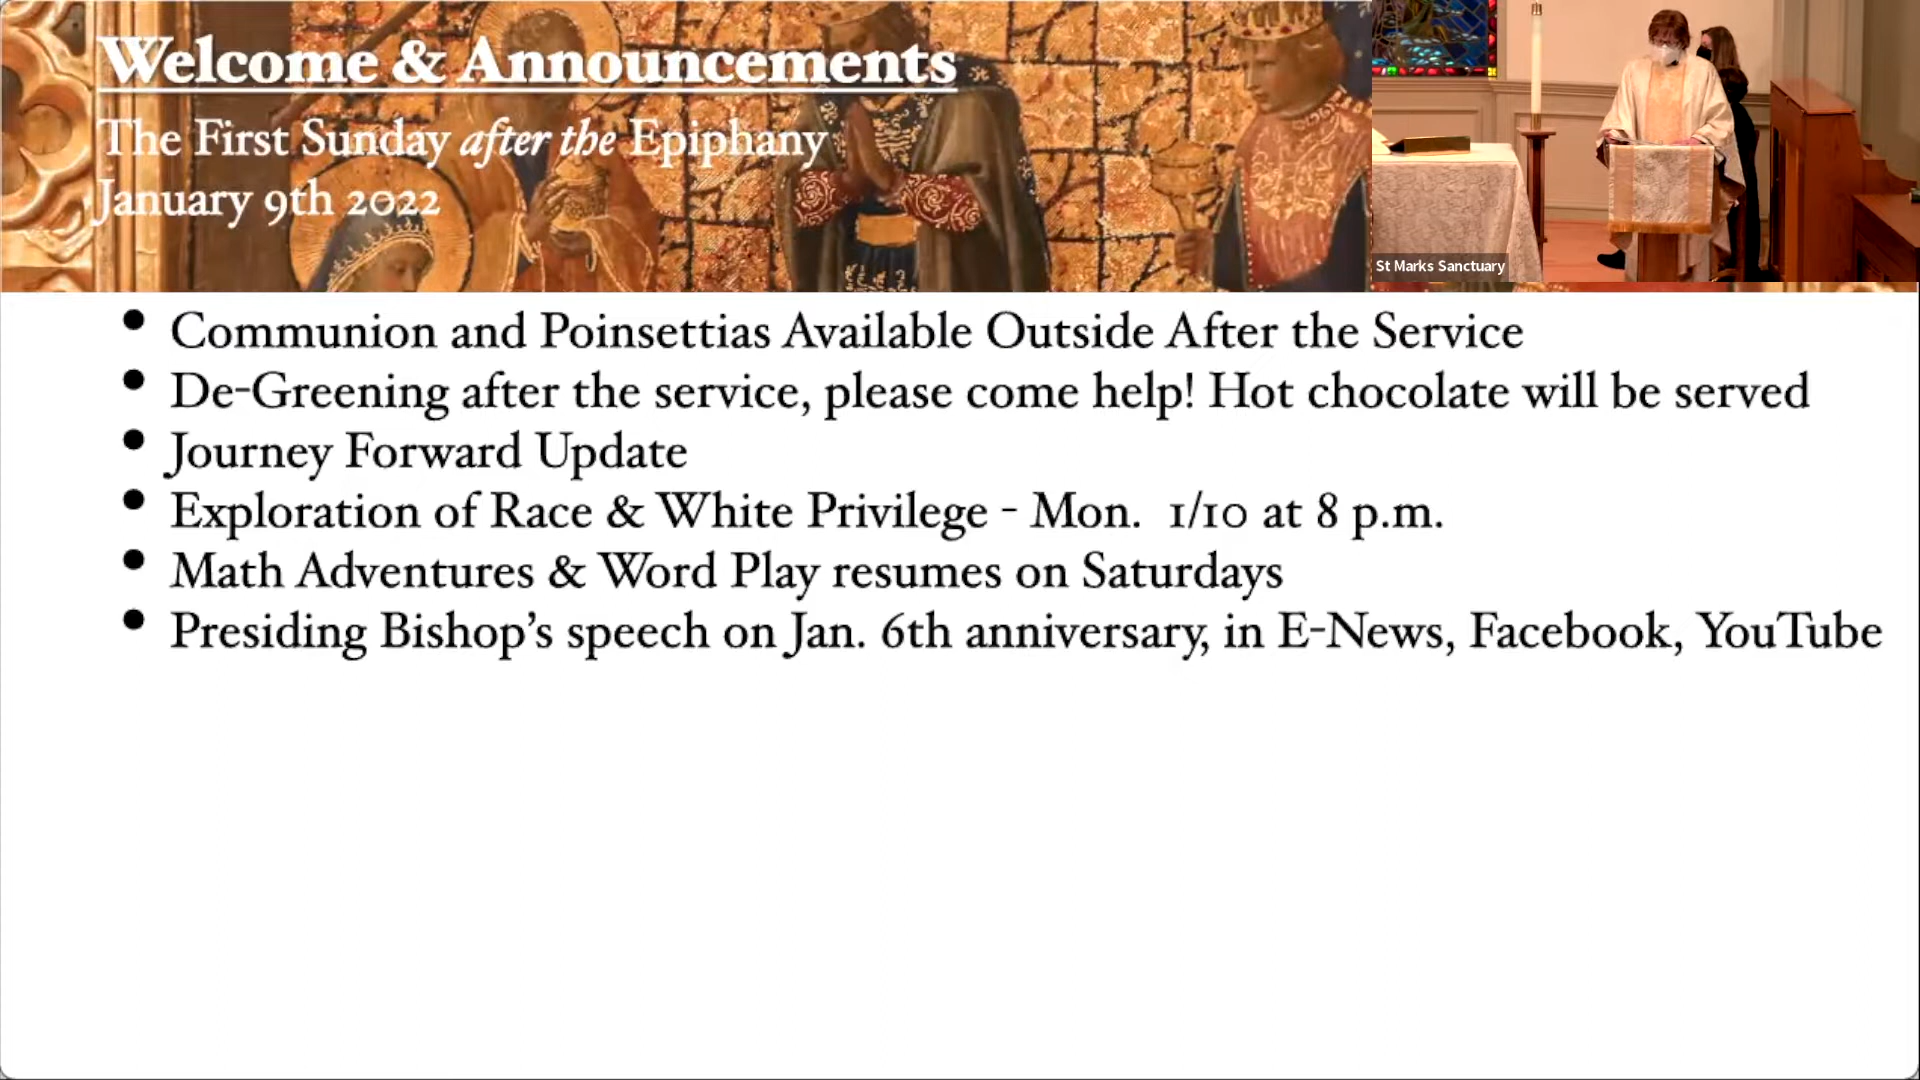 Welcome & Announcements
The First Sunday after the Epiphany
January 9th 2022
St Marks Sanctuary
• Communion and Poinsettias Available Outside After the Service
• De-Greening after the service, please come help! Hot chocolate will be served
• Journey Forward Update
• Exploration of Race & White Privilege - Mon.  1/10 at 8 p.m.
• Math Adventures & Word Play resumes on Saturdays
• Presiding Bishop’s speech on Jan. 6th anniversary, in E-News, Facebook, YouTube